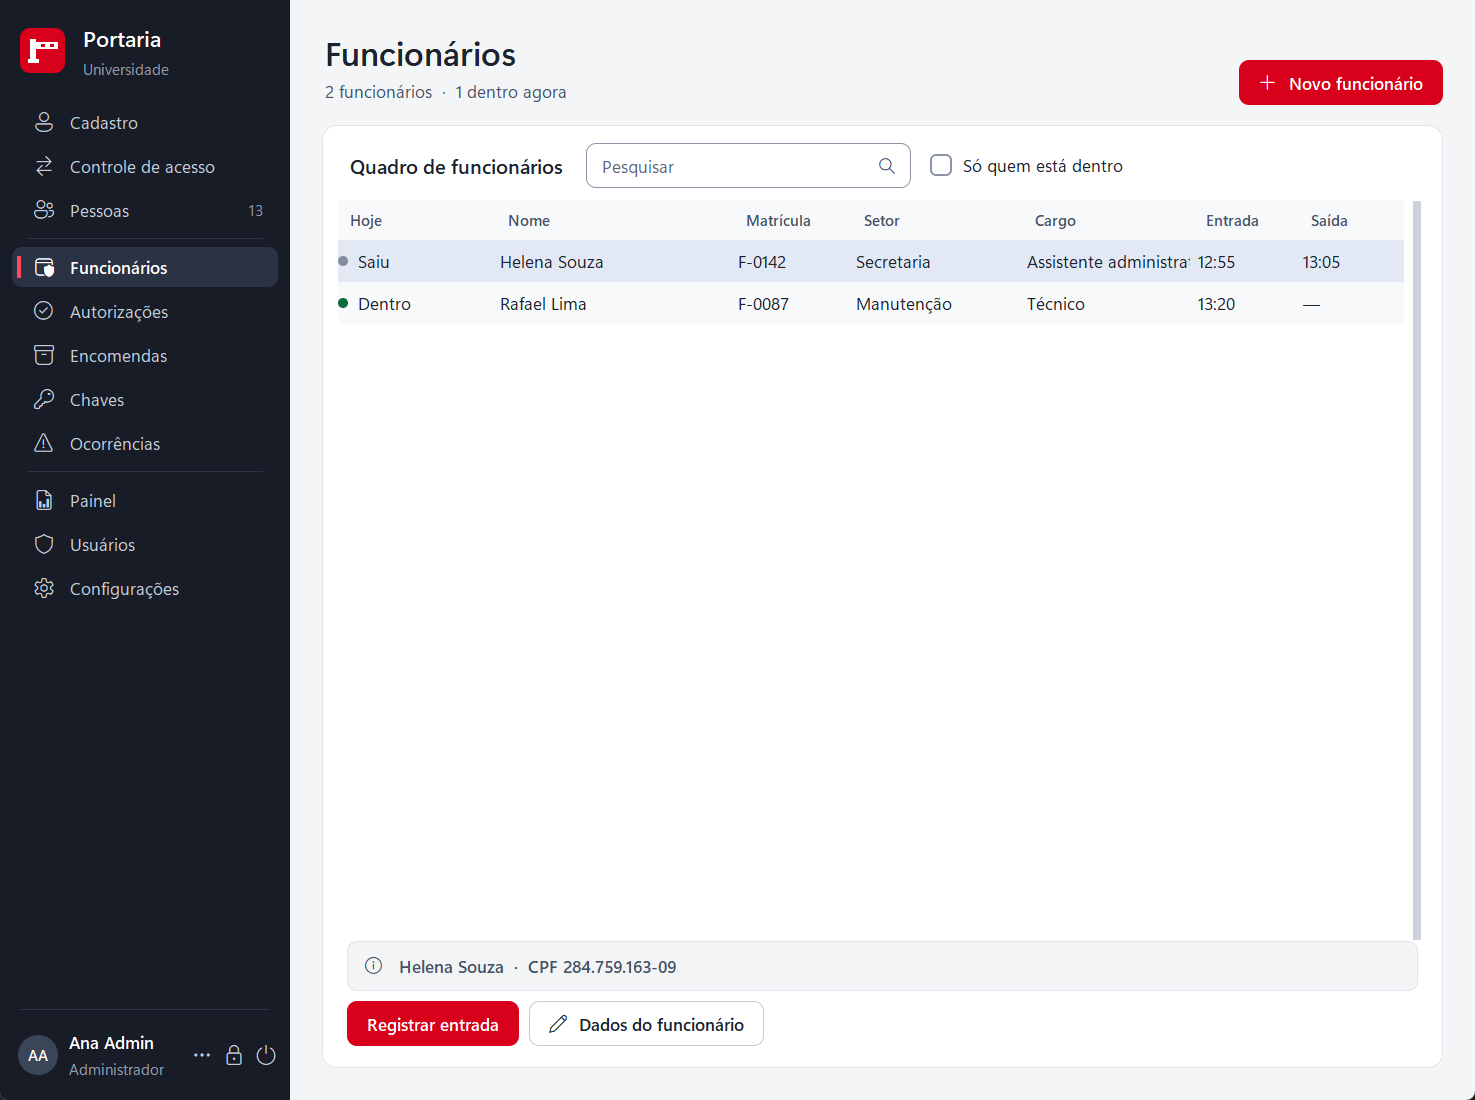 Portaria
Universidade
Cadastro
Controle de acesso
Pessoas 13
Funcionários
Autorizações
Encomendas
Chaves
Ocorrências
Painel
Usuários
Configurações
AA
Ana Admin
Administrador
Funcionários
2 funcionários · 1 dentro agora
+ Novo funcionário
Quadro de funcionários
Pesquisar
Só quem está dentro
Hoje Nome Matrícula Setor Cargo Entrada Saída
Saiu Helena Souza F-0142 Secretaria Assistente administra 12:55 13:05
Dentro Rafael Lima F-0087 Manutenção Técnico 13:20 —
Helena Souza · CPF 284.759.163-09
Registrar entrada
Dados do funcionário